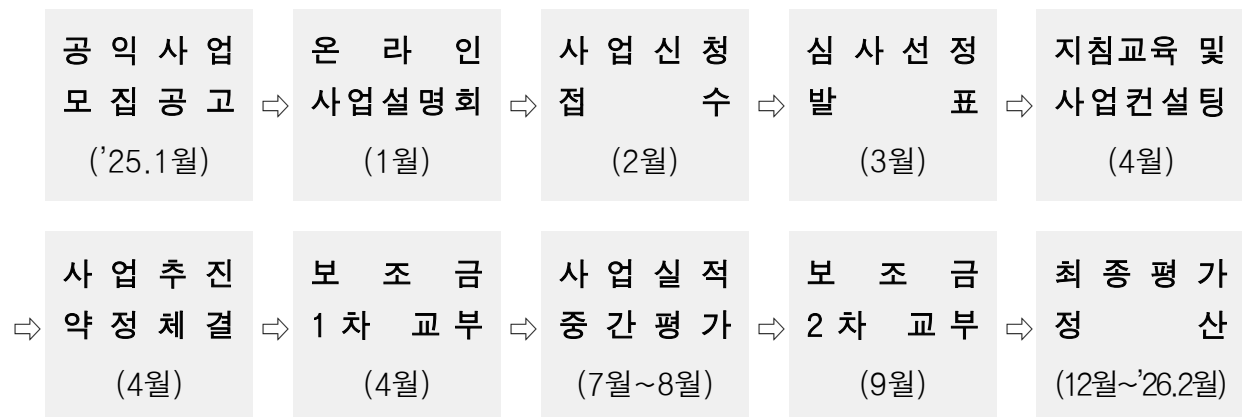 공익사업
모집공고
(’25.1월)
⇨
온라인
사업설명회
(1월)
⇨
사업신청
접수
(2월)
⇨
심사선정
발표
(3월)
⇨
지침교육 및
사업컨설팅
(4월)
⇨
사업추진
약정체결
(4월)
⇨
보조금
1차 교부
(4월)
⇨
사업실적
중간평가
(7월~8월)
⇨
보조금
2차 교부
(9월)
⇨
최종평가
정산
(12월~’26.2월)